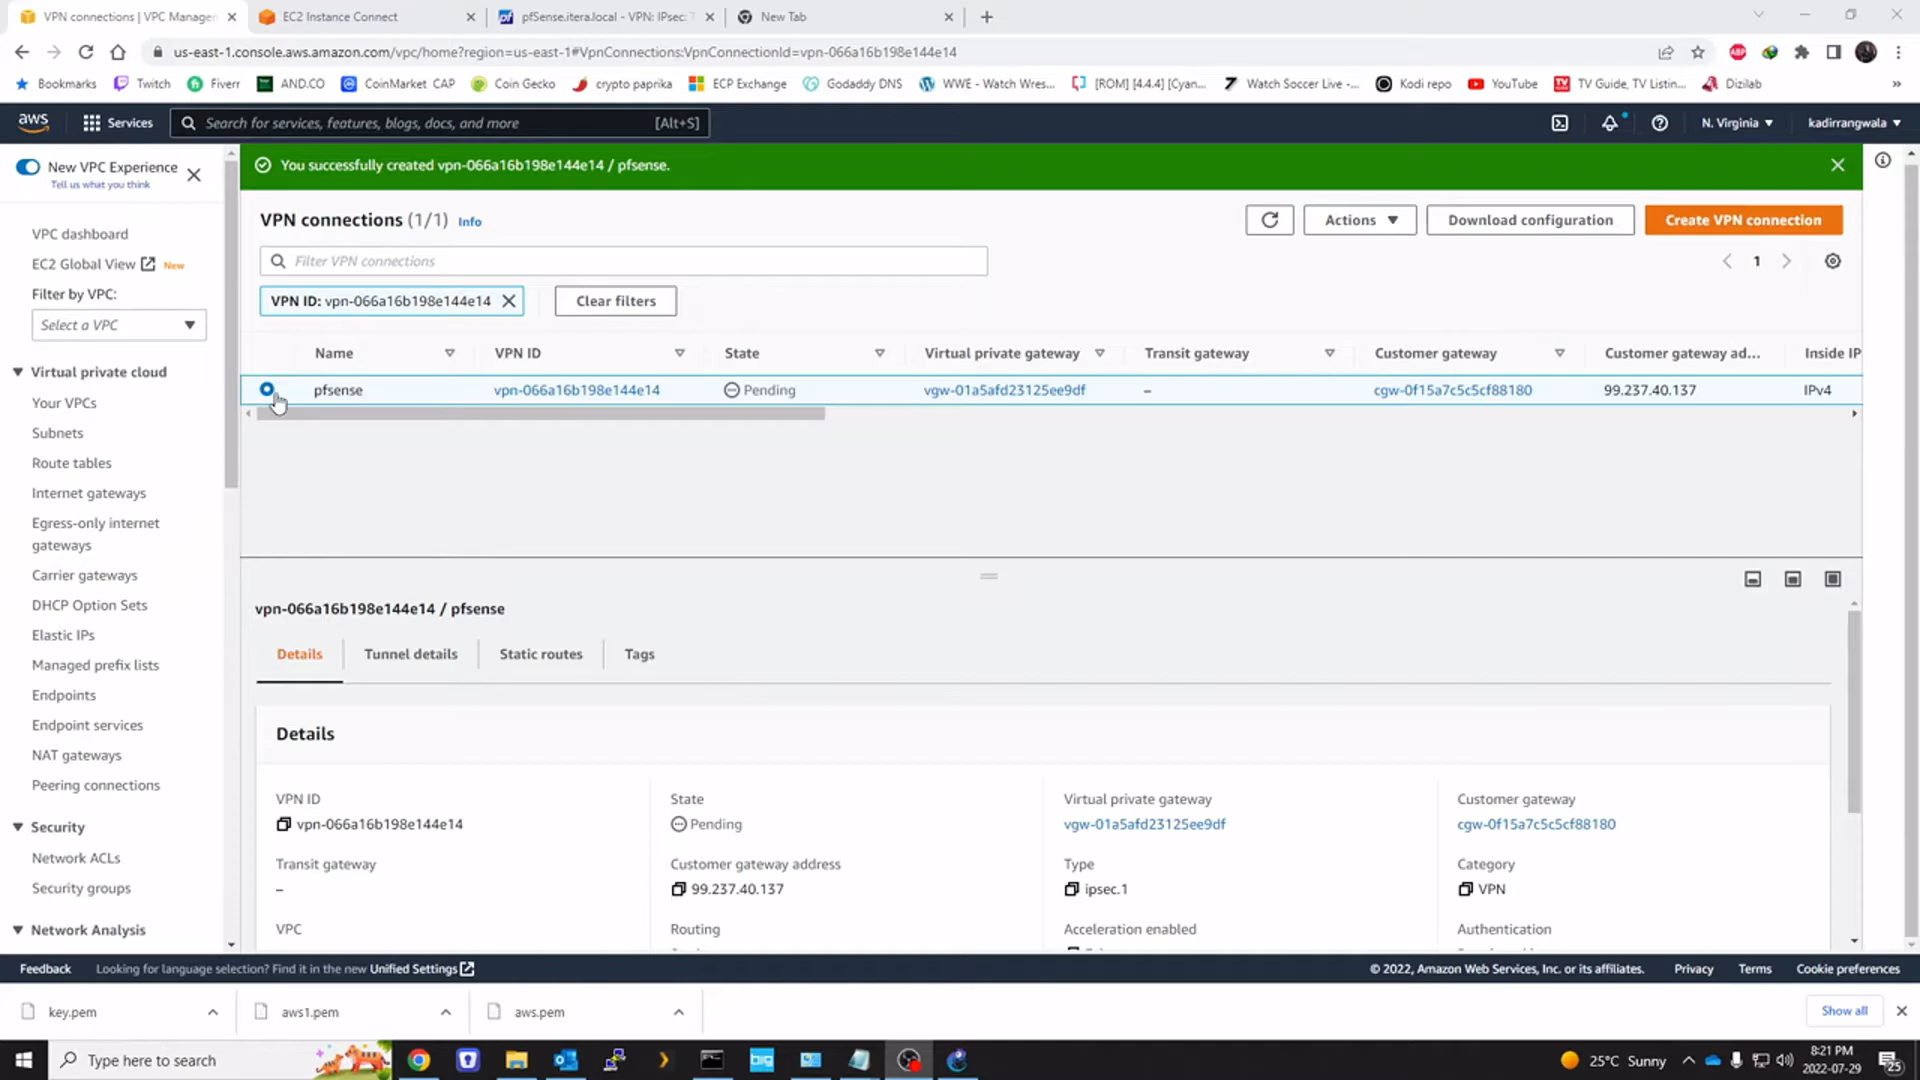 VPN connections | VPC Manage
EC2 Instance Connect
pfSense.itera.local - VPN: IPsec: T
New Tab
us-east-1.console.aws.amazon.com/vpc/home?region=us-east-1#VpnConnections:VpnConnectionId=vpn-066a16b198e144e14
Bookmarks
Twitch
Fiverr
AND.CO
CoinMarket CAP
Coin Gecko
crypto paprika
ECP Exchange
Godaddy DNS
WWE - Watch Wres...
[ROM] [4.4.4] [Cyan...
Watch Soccer Live -...
Kodi repo
YouTube
TV Guide, TV Listin...
Dizilab
»
aws
Services
Search for services, features, blogs, docs, and more
[Alt+S]
N. Virginia
kadirrangwala
New VPC Experience
Tell us what you think
You successfully created vpn-066a16b198e144e14 / pfsense.
VPC dashboard
EC2 Global View New
Filter by VPC:
Select a VPC
Virtual private cloud
Your VPCs
Subnets
Route tables
Internet gateways
Egress-only internet
gateways
Carrier gateways
DHCP Option Sets
Elastic IPs
Managed prefix lists
Endpoints
Endpoint services
NAT gateways
Peering connections
Security
Network ACLs
Security groups
Network Analysis
VPN connections (1/1) Info
Actions
Download configuration
Create VPN connection
Filter VPN connections
1
VPN ID: vpn-066a16b198e144e14
Clear filters
Name
VPN ID
State
Virtual private gateway
Transit gateway
Customer gateway
Customer gateway ad...
Inside IP
pfsense
vpn-066a16b198e144e14
Pending
vgw-01a5afd23125ee9df
–
cgw-0f15a7c5c5cf88180
99.237.40.137
IPv4
vpn-066a16b198e144e14 / pfsense
Details
Tunnel details
Static routes
Tags
Details
VPN ID
vpn-066a16b198e144e14
State
Pending
Virtual private gateway
vgw-01a5afd23125ee9df
Customer gateway
cgw-0f15a7c5c5cf88180
Transit gateway
–
Customer gateway address
99.237.40.137
Type
ipsec.1
Category
VPN
VPC
Routing
Acceleration enabled
Authentication
Feedback
Looking for language selection? Find it in the new Unified Settings
© 2022, Amazon Web Services, Inc. or its affiliates.
Privacy
Terms
Cookie preferences
key.pem
aws1.pem
aws.pem
Show all
Type here to search
25°C Sunny
8:21 PM
2022-07-29
25